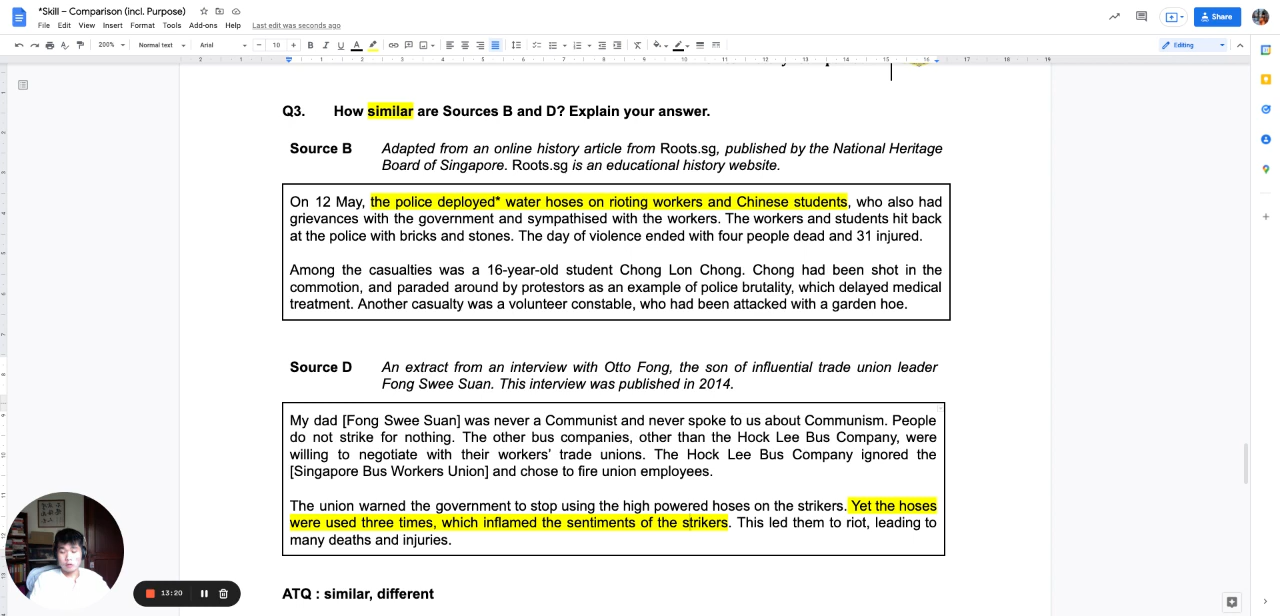 *Skill – Comparison (incl. Purpose)
File Edit View Insert Format Tools Add-ons Help Last edit was seconds ago
Share
200% Normal text Arial 10 Editing
Q3. How similar are Sources B and D? Explain your answer.
Source B Adapted from an online history article from Roots.sg, published by the National Heritage
Board of Singapore. Roots.sg is an educational history website.
On 12 May, the police deployed* water hoses on rioting workers and Chinese students, who also had
grievances with the government and sympathised with the workers. The workers and students hit back
at the police with bricks and stones. The day of violence ended with four people dead and 31 injured.
Among the casualties was a 16-year-old student Chong Lon Chong. Chong had been shot in the
commotion, and paraded around by protestors as an example of police brutality, which delayed medical
treatment. Another casualty was a volunteer constable, who had been attacked with a garden hoe.
Source D An extract from an interview with Otto Fong, the son of influential trade union leader
Fong Swee Suan. This interview was published in 2014.
My dad [Fong Swee Suan] was never a Communist and never spoke to us about Communism. People
do not strike for nothing. The other bus companies, other than the Hock Lee Bus Company, were
willing to negotiate with their workers’ trade unions. The Hock Lee Bus Company ignored the
[Singapore Bus Workers Union] and chose to fire union employees.
The union warned the government to stop using the high powered hoses on the strikers. Yet the hoses
were used three times, which inflamed the sentiments of the strikers. This led them to riot, leading to
many deaths and injuries.
13:20
ATQ : similar, different